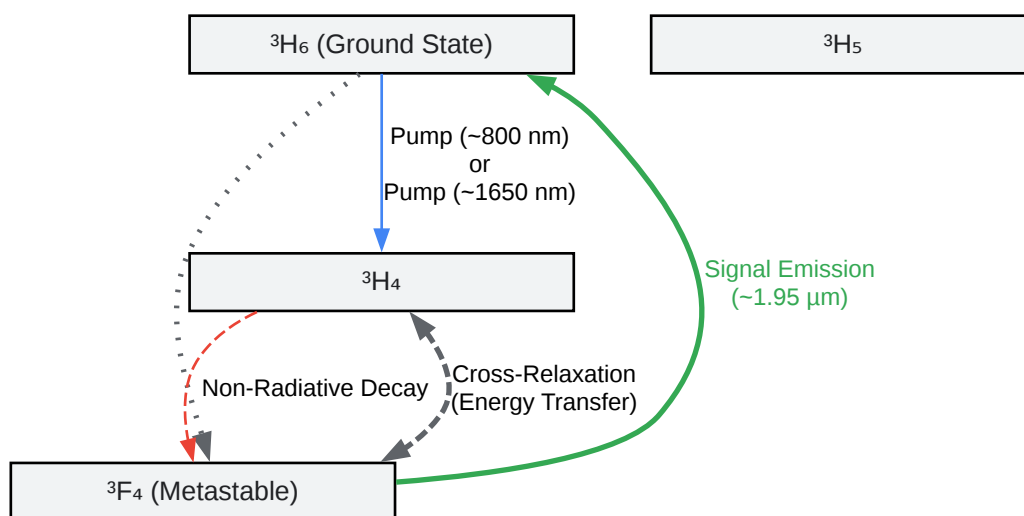 ³H₆ (Ground State)
³H₅
Pump (~800 nm)
or
Pump (~1650 nm)
³H₄
Signal Emission
(~1.95 µm)
Non-Radiative Decay
Cross-Relaxation
(Energy Transfer)
³F₄ (Metastable)